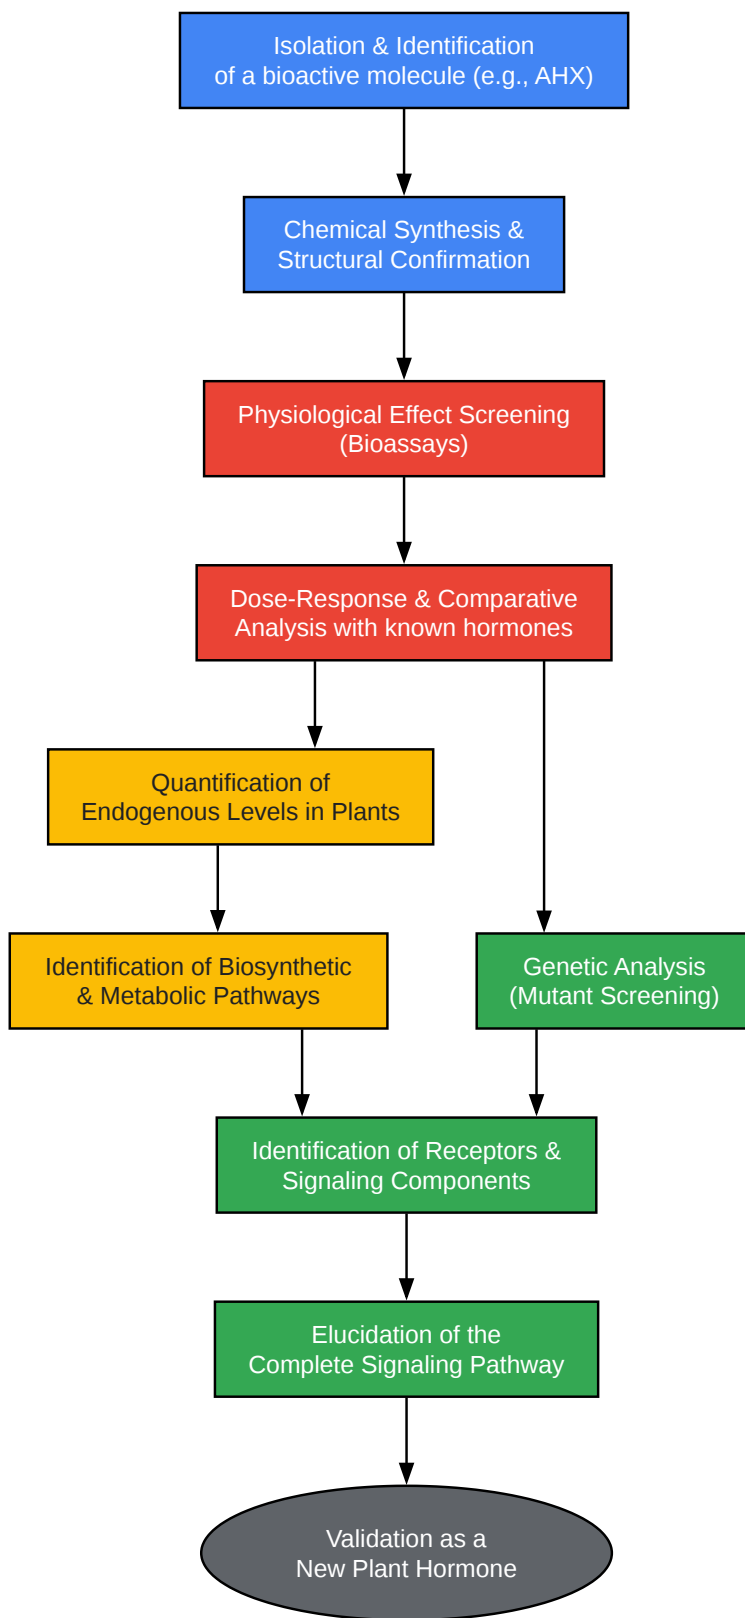 Isolation & Identification
of a bioactive molecule (e.g., AHX)
Chemical Synthesis &
Structural Confirmation
Physiological Effect Screening
(Bioassays)
Dose-Response & Comparative
Analysis with known hormones
Quantification of
Endogenous Levels in Plants
Identification of Biosynthetic
& Metabolic Pathways
Genetic Analysis
(Mutant Screening)
Identification of Receptors &
Signaling Components
Elucidation of the
Complete Signaling Pathway
Validation as a
New Plant Hormone